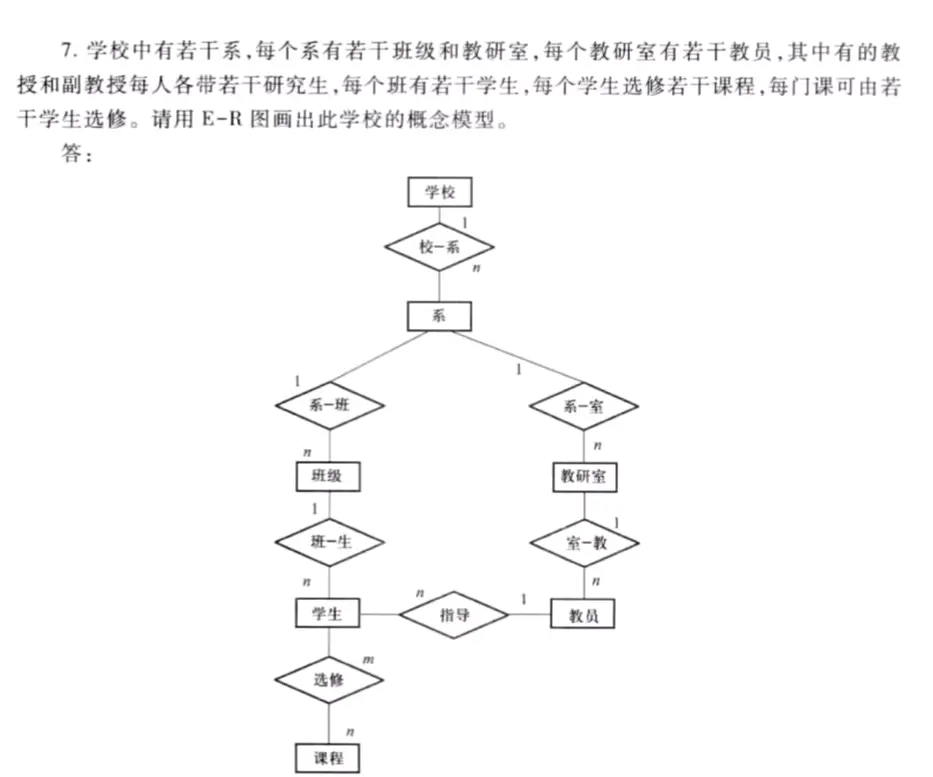 7. 学校中有若干系,每个系有若干班级和教研室,每个教研室有若干教员,其中有的教
授和副教授每人各带若干研究生,每个班有若干学生,每个学生选修若干课程,每门课可由若
干学生选修。请用 E-R 图画出此学校的概念模型。
答:
学校
1
校-系
n
系
1
1
系-班
系-室
n
n
班级
教研室
1
1
班-生
室-教
n
n
学生
n
指导
1
教员
m
选修
n
课程